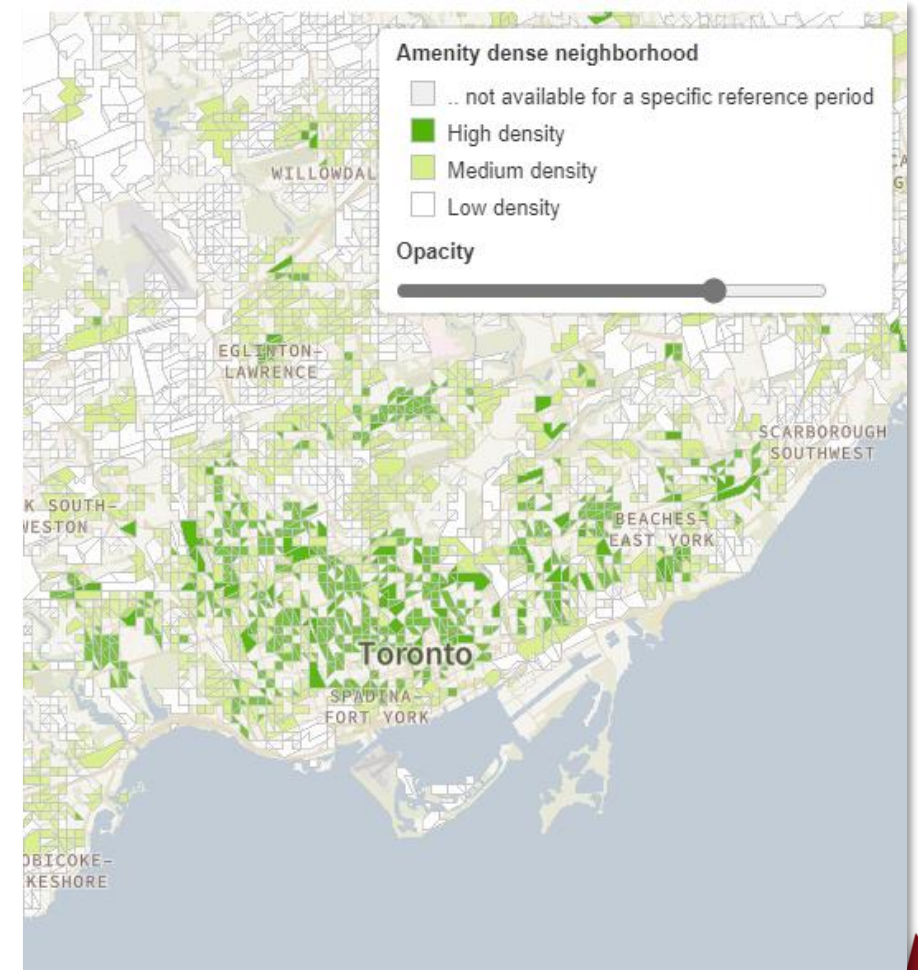 Amenity dense neighborhood
.. not available for a specific reference period
High density
Medium density
Low density
Opacity
WILLOWDAL
EGLINTON-
LAWRENCE
SCARBOROUGH
SOUTHWEST
K SOUTH-
WESTON
BEACHES-
EAST YORK
Toronto
SPADINA-
FORT YORK
OBICOKE-
KESHORE